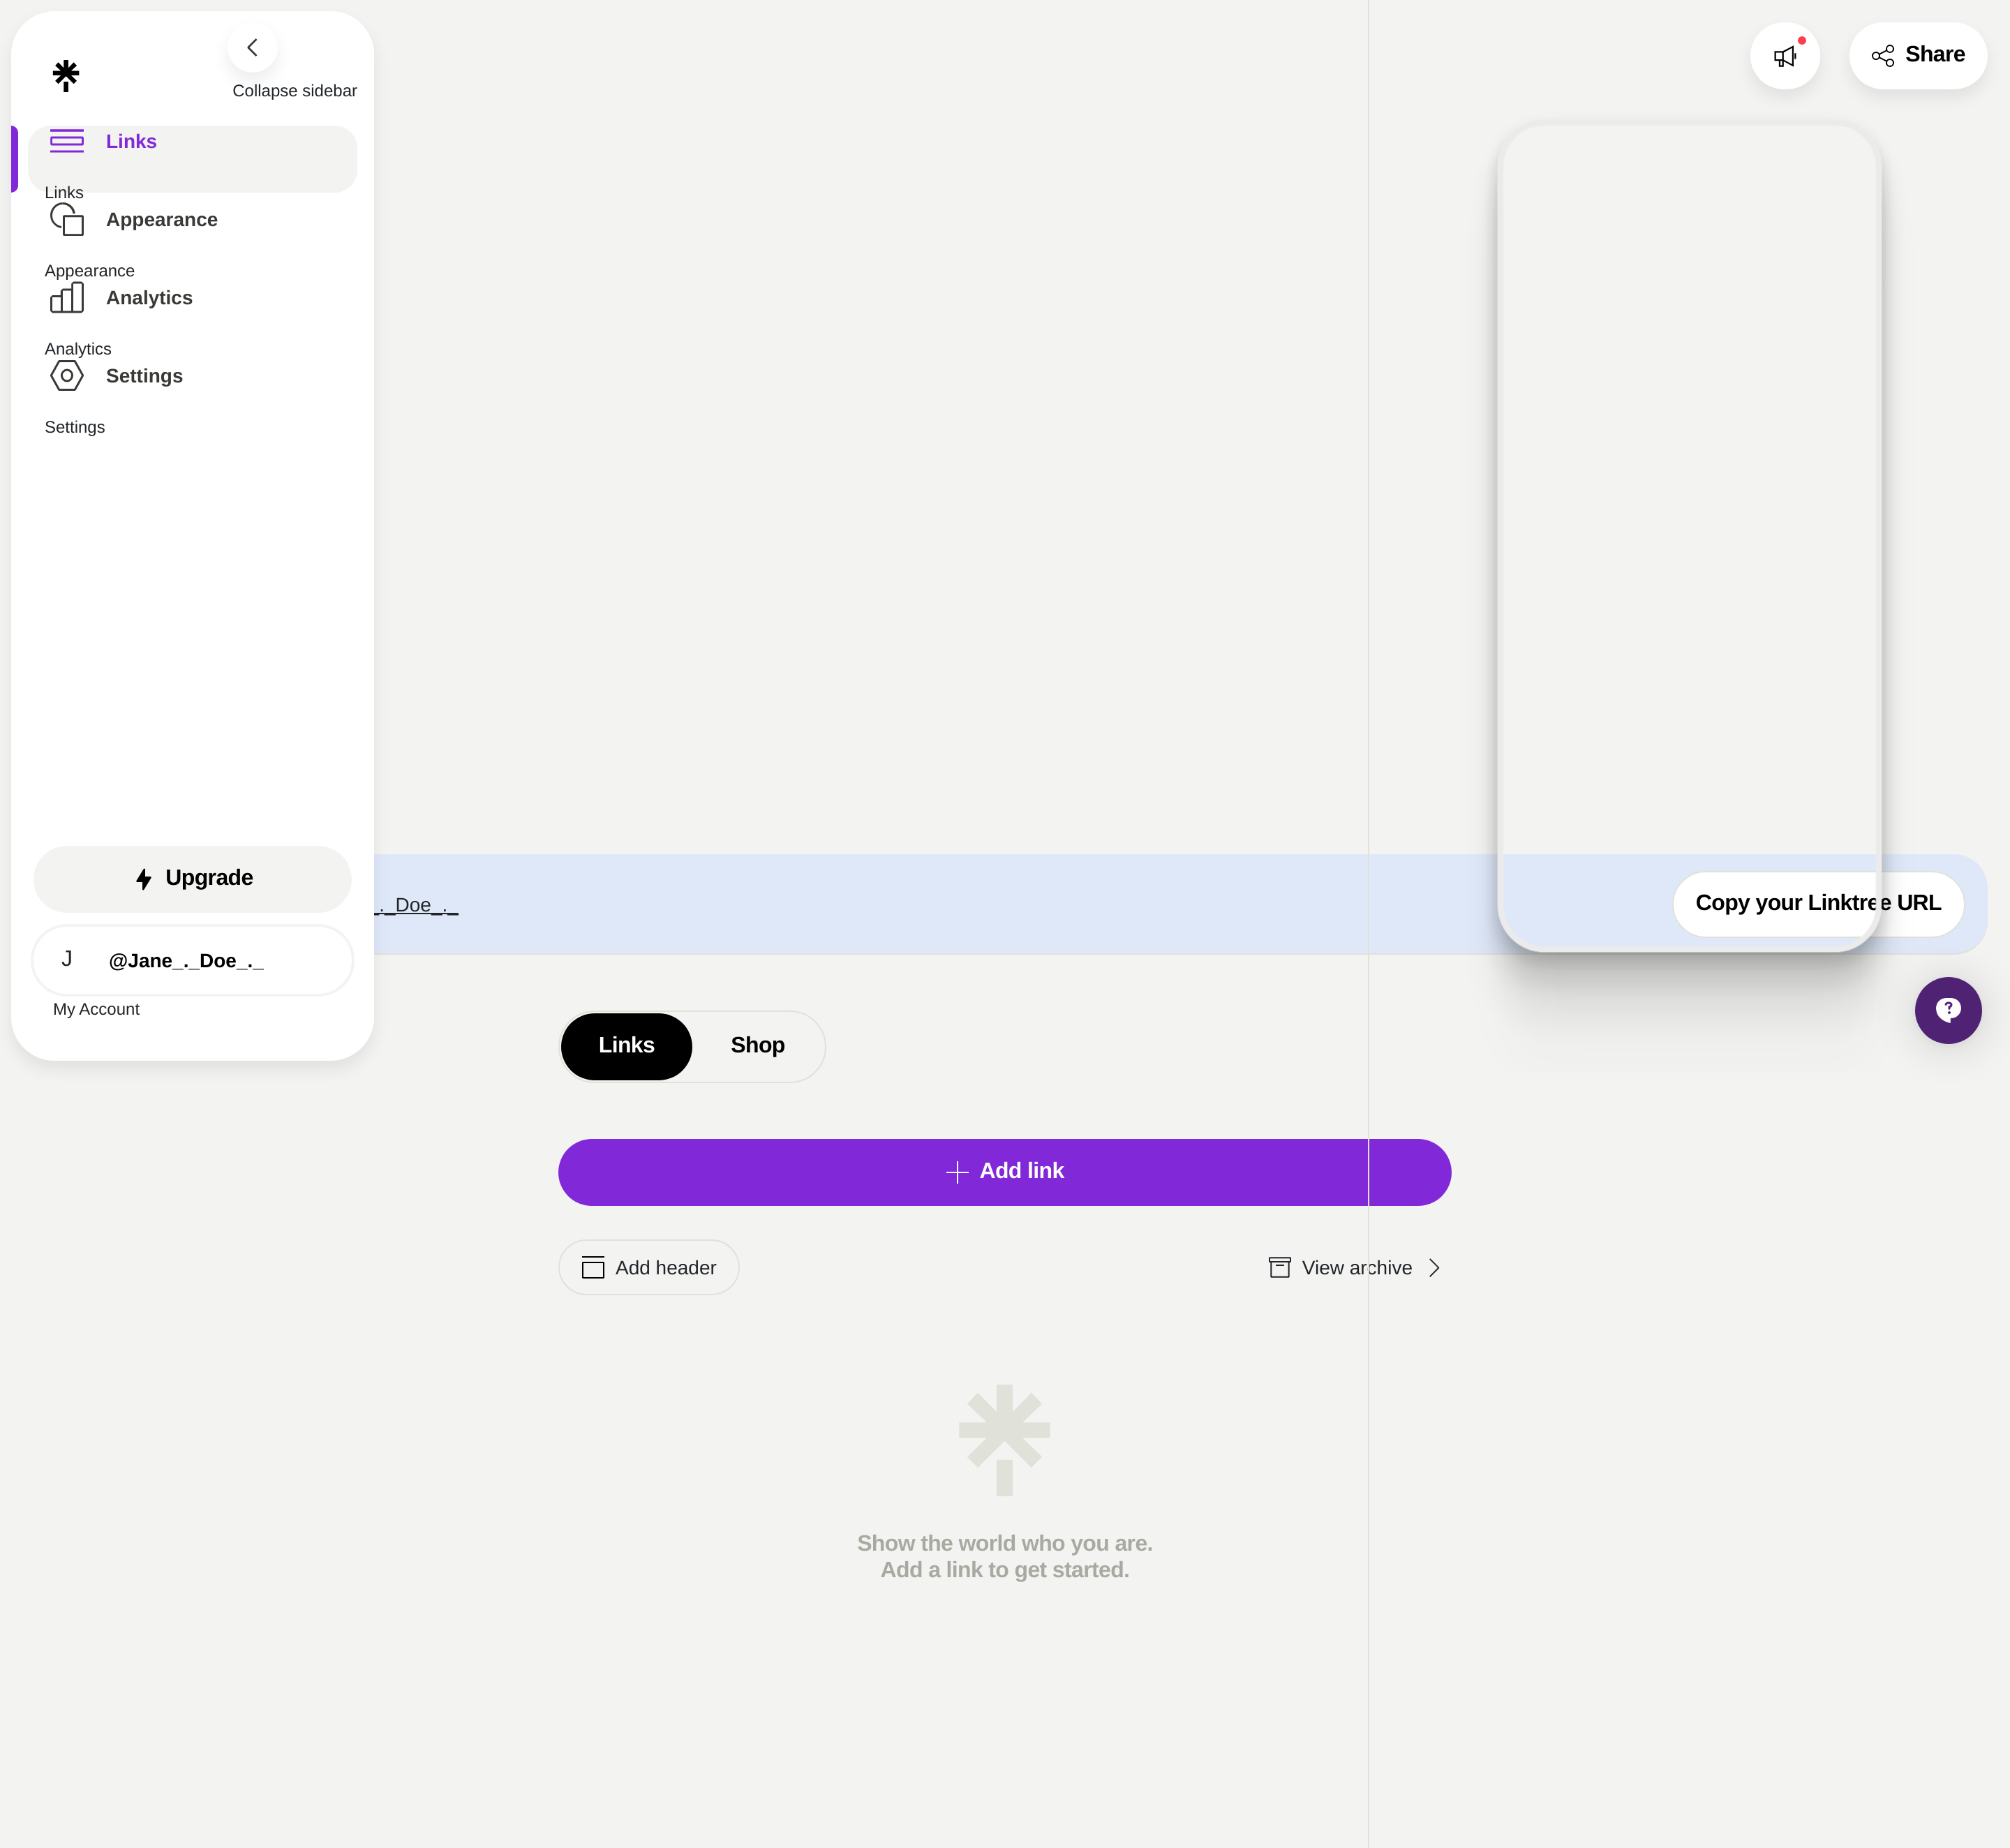 Collapse sidebar
Share
Links
Links
Appearance
Appearance
Analytics
Analytics
Settings
Settings
Upgrade
._Doe_._
Copy your Linktree URL
J
@Jane_._Doe_._
My Account
Links
Shop
Add link
Add header
View archive
Show the world who you are.
Add a link to get started.